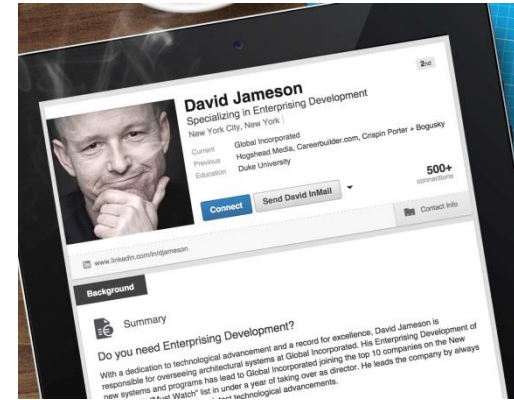 David Jameson
2nd
Specializing in Enterprising Development
New York City, New York
Current Global Incorporated
Previous Hogshead Media, Careerbuilder.com, Crispin Porter + Bogusky
Education Duke University
Connect Send David InMail
500+
connections
www.linkedin.com/in/djameson
Contact Info
Background
Summary
Do you need Enterprising Development?
With a dedication to technological advancement and a record for excellence, David Jameson is
responsible for overseeing architectural systems at Global Incorporated. His Enterprising Development of
new systems and programs has lead to Global Incorporated joining the top 10 companies on the New
"Must Watch" list in under a year of taking over as director. He leads the company by always
technological advancements.